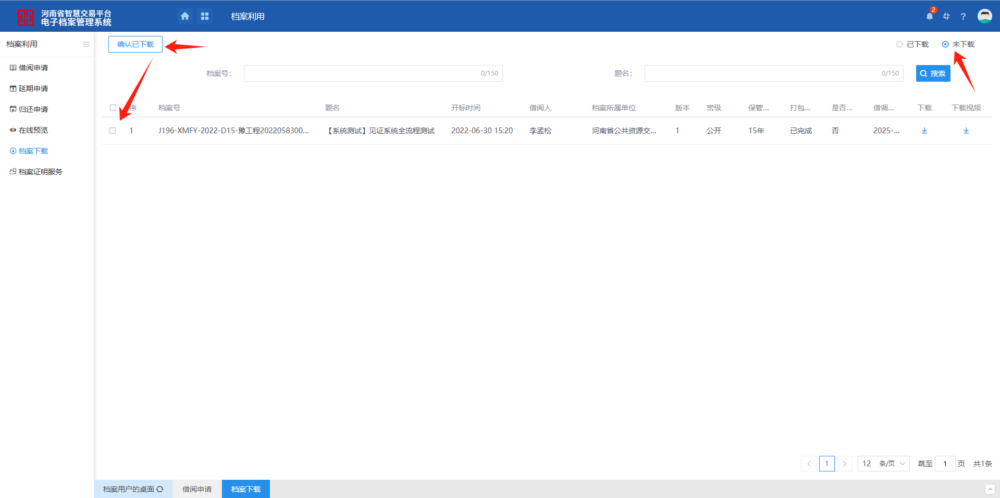 河南省智慧交易平台
电子档案管理系统
档案利用
2
?
档案利用
借阅申请
延期申请
归还申请
在线预览
档案下载
档案证明服务
确认已下载
已下载
未下载
档案号：
0/150
题名：
0/150
搜索
序 档案号 题名 开标时间 借阅人 档案所属单位 版本 密级 保管... 打包... 是否... 借调... 下载 下载视频
1 J196-XMFY-2022-D15-豫工程2022058300... 【系统测试】见证系统全流程测试 2022-06-30 15:20 李孟松 河南省公共资源交... 1 公开 15年 已完成 否 2025-...
< 1 > 12 条/页 跳至 1 页 共1条
档案用户的桌面 借阅申请 档案下载